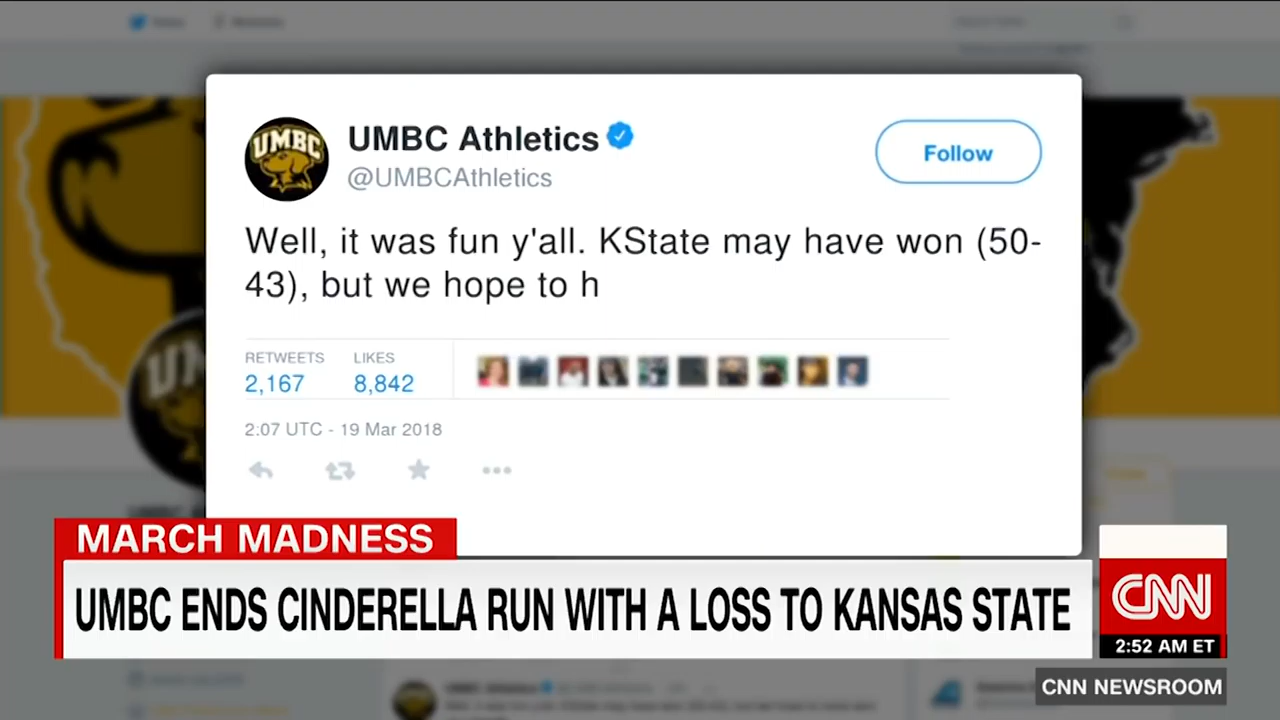 UMBC
UMBC Athletics
@UMBCAthletics
Follow
Well, it was fun y'all. KState may have won (50-
43), but we hope to h
RETWEETS LIKES
2,167 8,842
2:07 UTC - 19 Mar 2018
MARCH MADNESS
UMBC ENDS CINDERELLA RUN WITH A LOSS TO KANSAS STATE
CNN
2:52 AM ET
CNN NEWSROOM